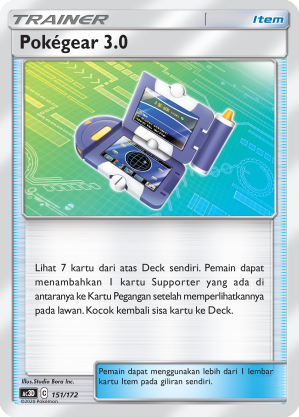 TRAINER Item
Pokégear 3.0
Lihat 7 kartu dari atas Deck sendiri. Pemain dapat
menambahkan 1 kartu Supporter yang ada di
antaranya ke Kartu Pegangan setelah memperlihatkannya
pada lawan. Kocok kembali sisa kartu ke Deck.
Pemain dapat menggunakan lebih dari 1 lembar
kartu Item pada giliran sendiri.
Illus. Studio Bora Inc.
C 151/172
©2020 Pokémon